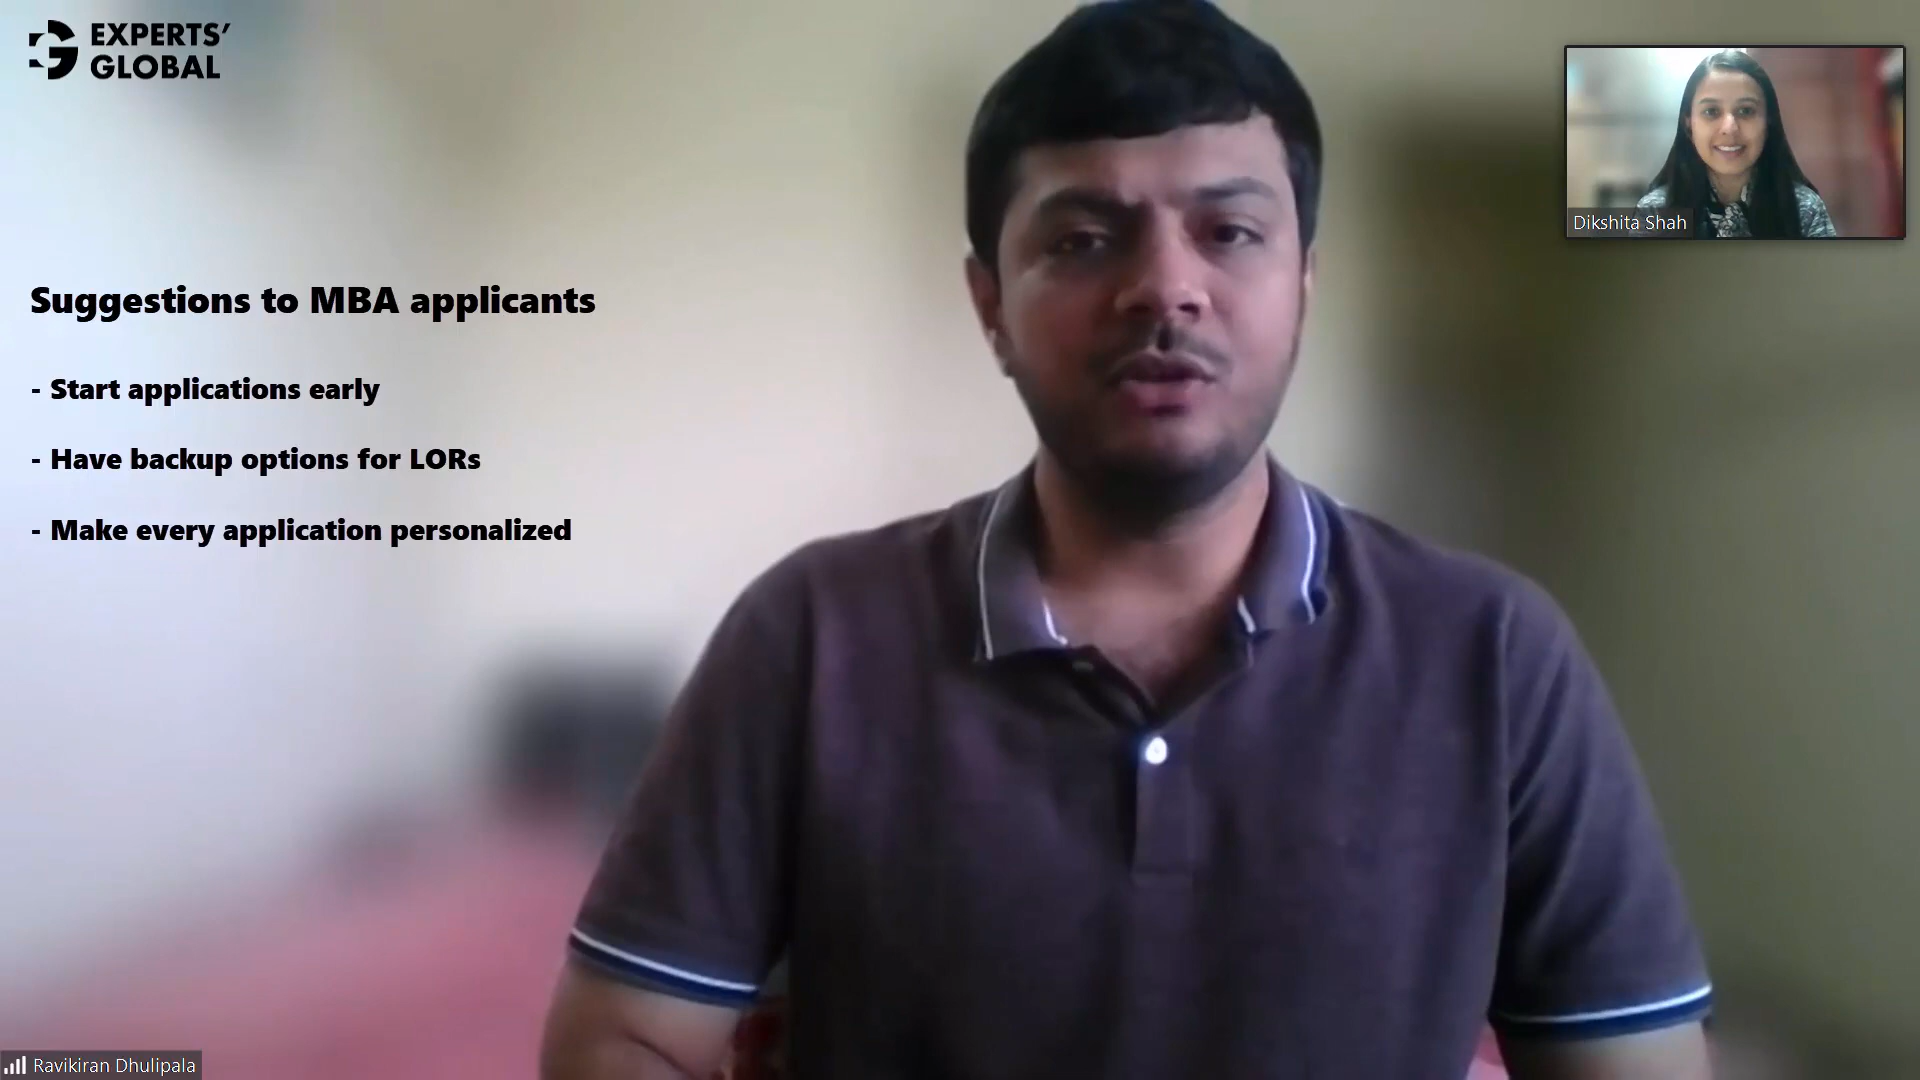 EXPERTS’
GLOBAL
Dikshita Shah
Suggestions to MBA applicants
- Start applications early
- Have backup options for LORs
- Make every application personalized
Ravikiran Dhulipala